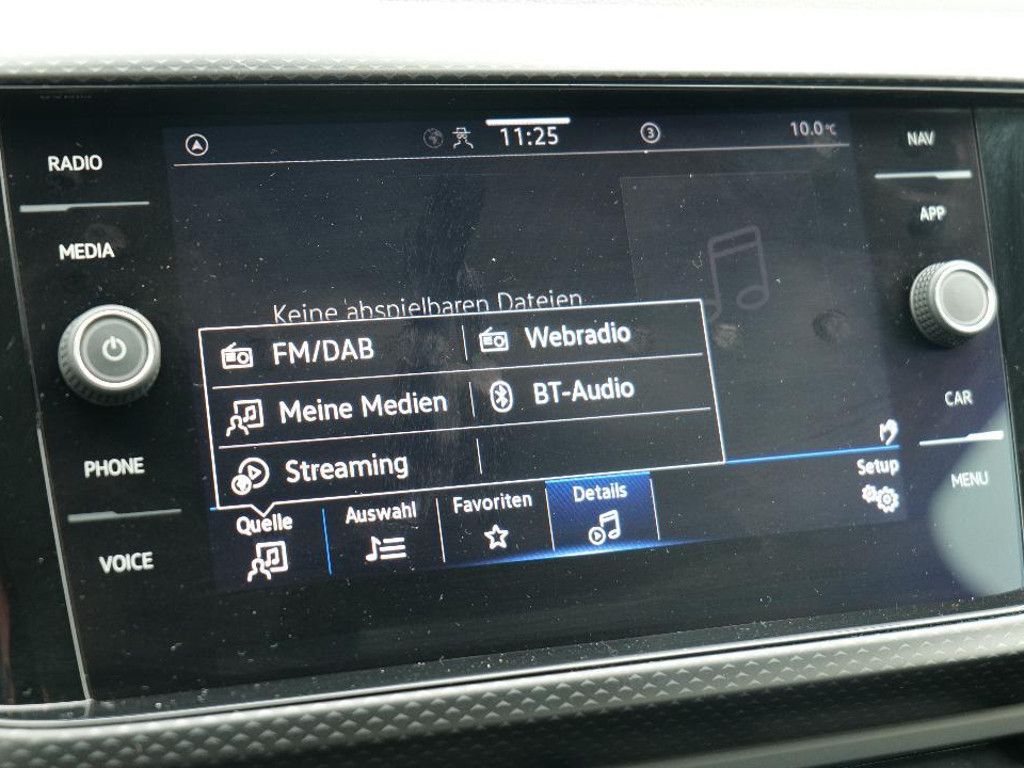 11:25
3
10.0°C
RADIO
MEDIA
PHONE
VOICE
NAV
APP
CAR
MENU
Keine abspielbaren Dateien
FM/DAB
Webradio
Meine Medien
BT-Audio
Streaming
Quelle
Auswahl
Favoriten
Details
Setup